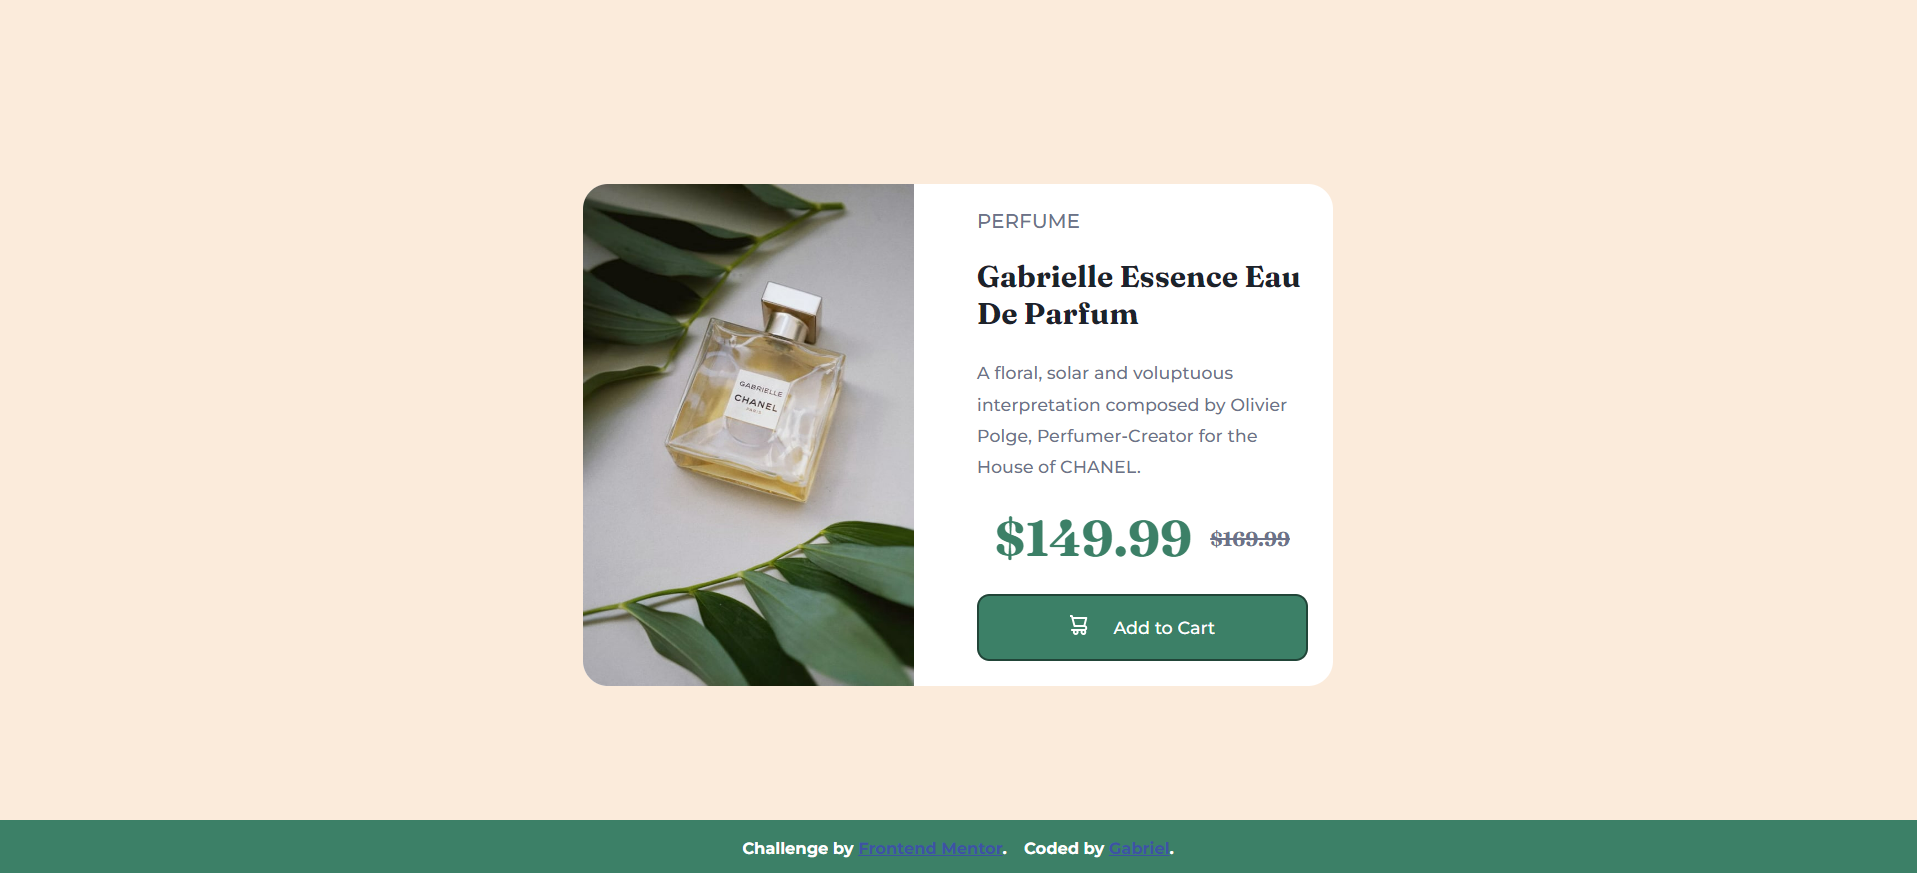 GABRIELLE
CHANEL
PARIS
PERFUME
Gabrielle Essence Eau
De Parfum
A floral, solar and voluptuous
interpretation composed by Olivier
Polge, Perfumer-Creator for the
House of CHANEL.
$149.99 $169.99
Add to Cart
Challenge by Frontend Mentor. Coded by Gabriel.